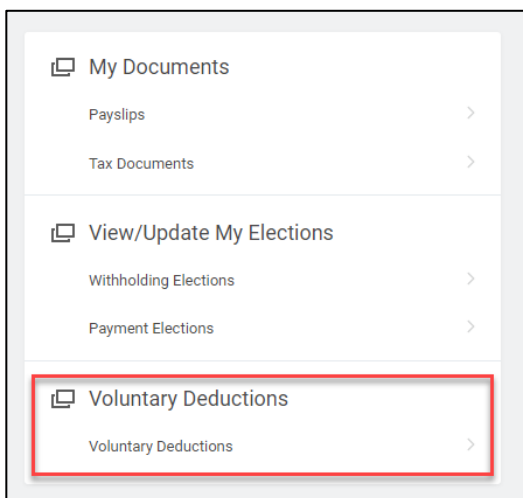 My Documents
Payslips
Tax Documents
View/Update My Elections
Withholding Elections
Payment Elections
Voluntary Deductions
Voluntary Deductions